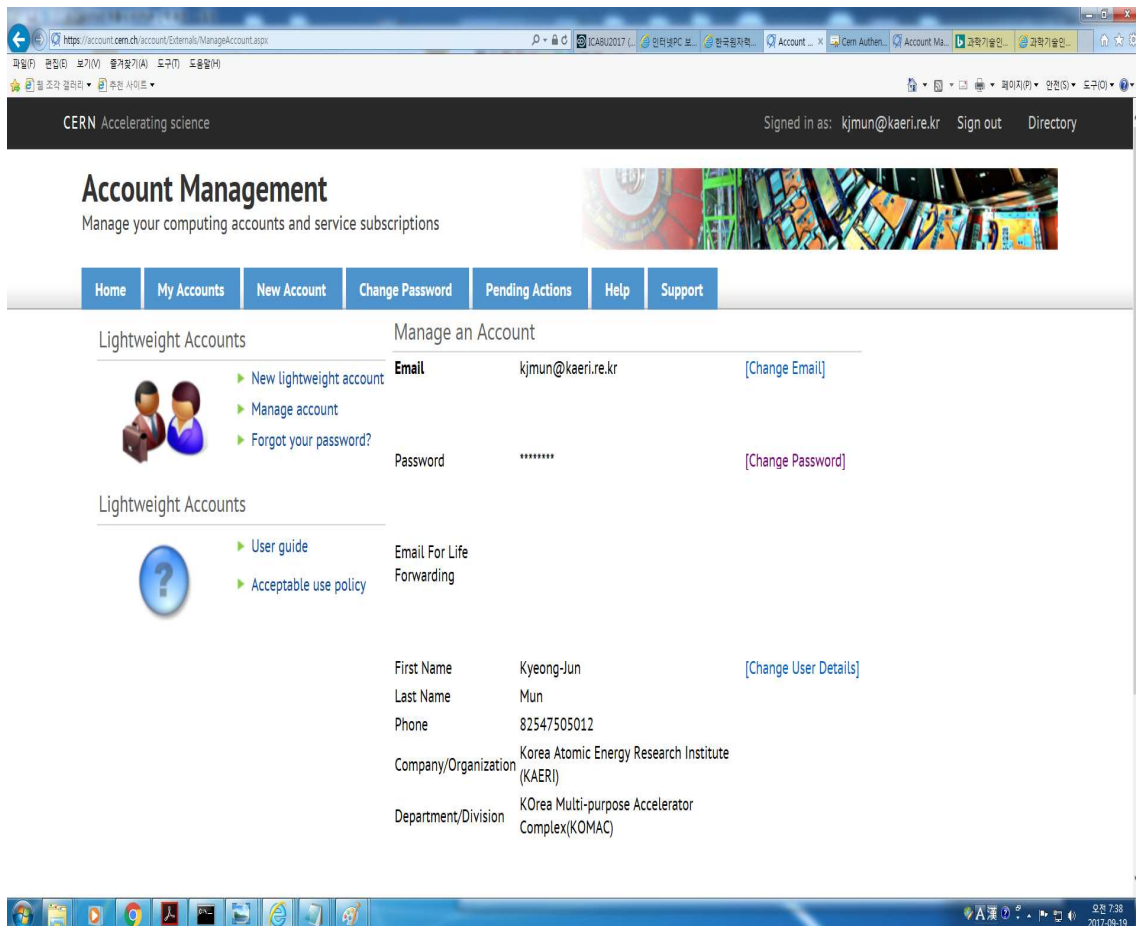 https://account.cern.ch/account/Externals/ManageAccount.aspx
ICABU2017 (... 인터넷PC 보... 한국원자력... Account ... × Cern Authen... Account Ma... 과학기술인... 과학기술인...
파일(F) 편집(E) 보기(V) 즐겨찾기(A) 도구(T) 도움말(H)
웹 조각 갤러리 ▾ 추천 사이트 ▾ 페이지(P) ▾ 안전(S) ▾ 도구(O) ▾
CERN Accelerating science Signed in as: kjmun@kaeri.re.kr Sign out Directory
Account Management
Manage your computing accounts and service subscriptions
Home My Accounts New Account Change Password Pending Actions Help Support
Lightweight Accounts
New lightweight account
Manage account
Forgot your password?
Lightweight Accounts
User guide
Acceptable use policy
Manage an Account
Email kjmun@kaeri.re.kr [Change Email]
Password ******** [Change Password]
Email For Life
Forwarding
First Name Kyeong-Jun [Change User Details]
Last Name Mun
Phone 82547505012
Company/Organization Korea Atomic Energy Research Institute
(KAERI)
Department/Division KOrea Multi-purpose Accelerator
Complex(KOMAC)
A漢
오전 7:38
2017-09-19